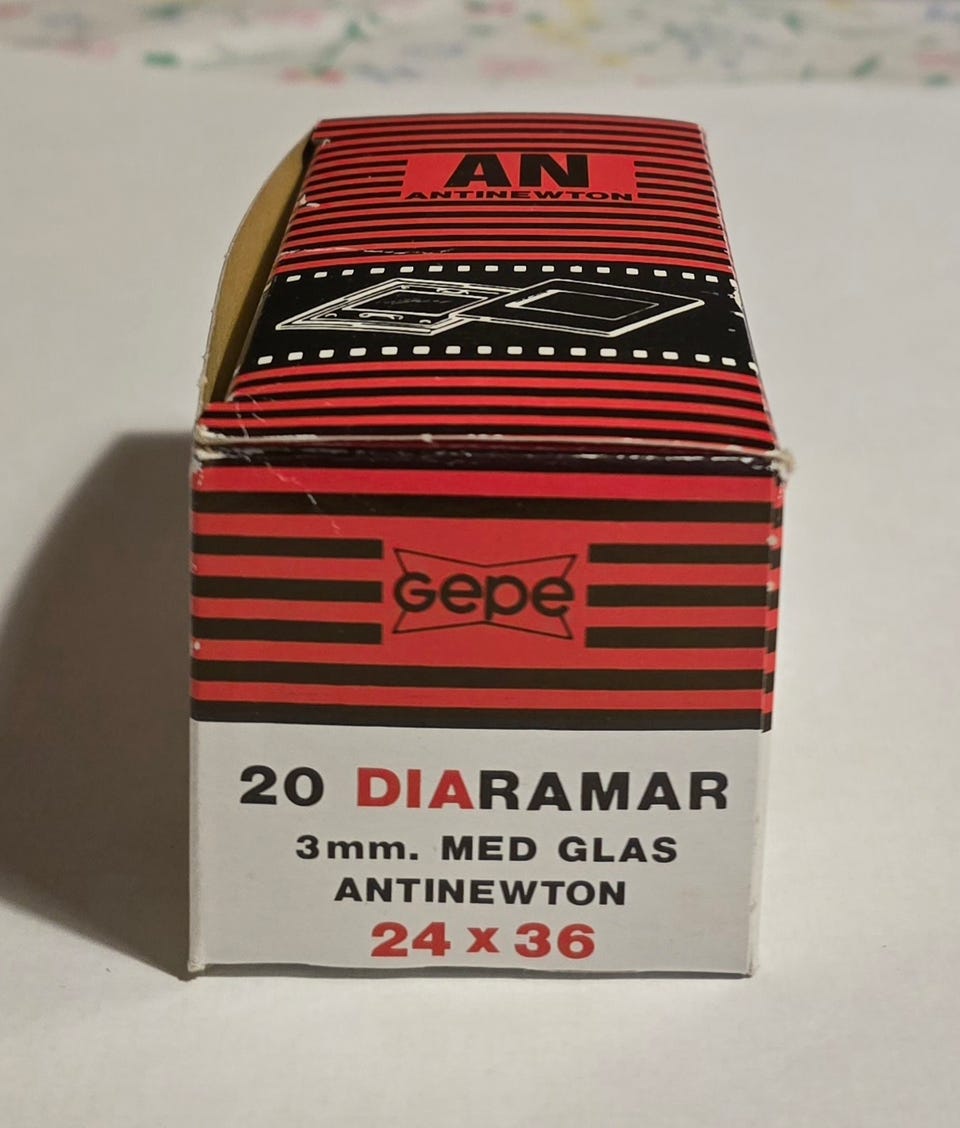 AN
ANTINEWTON
Gepe
20 DIARAMAR
3mm. MED GLAS
ANTINEWTON
24 x 36